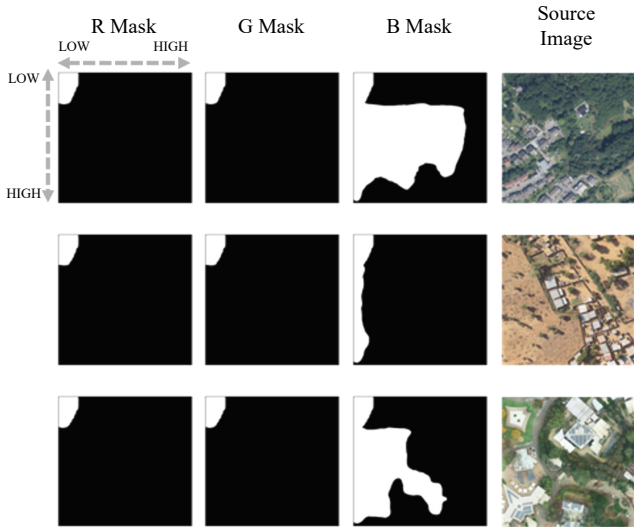 R Mask
G Mask
B Mask
Source
Image
LOW
HIGH
LOW
HIGH